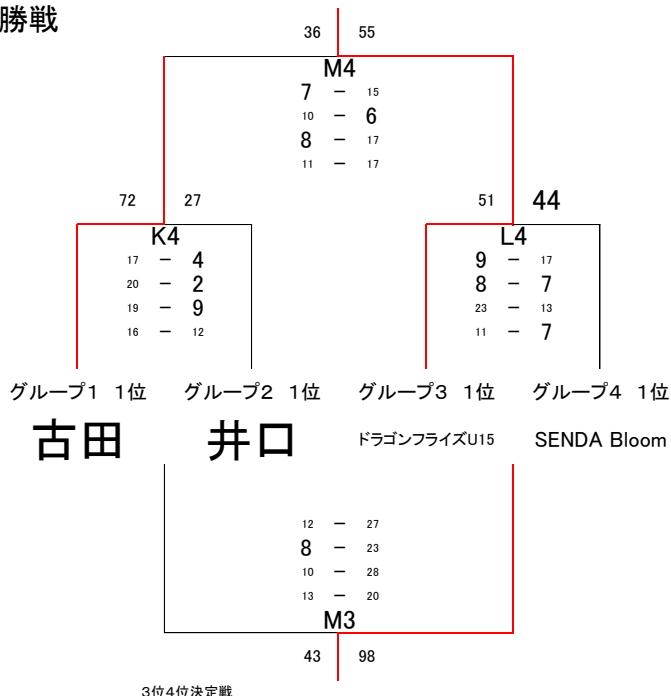 勝戦
36 55
M4
7 － 15
10 － 6
8 － 17
11 － 17
72 27
51 44
K4
17 － 4
20 － 2
19 － 9
16 － 12
L4
9 － 17
8 － 7
23 － 13
11 － 7
グループ1 1位 グループ2 1位 グループ3 1位 グループ4 1位
古田 井口 ドラゴンフライズU15 SENDA Bloom
12 － 27
8 － 23
10 － 28
13 － 20
M3
43 98
3位4位決定戦